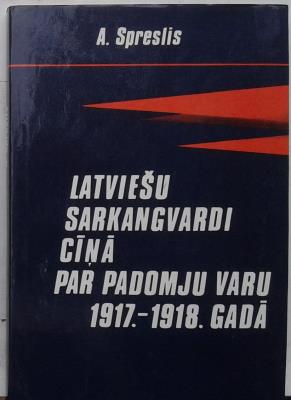 A. Spreslis
LATVIEŠU
SARKANGVARDI
CĪŅĀ
PAR PADOMJU VARU
1917.-1918. GADĀ